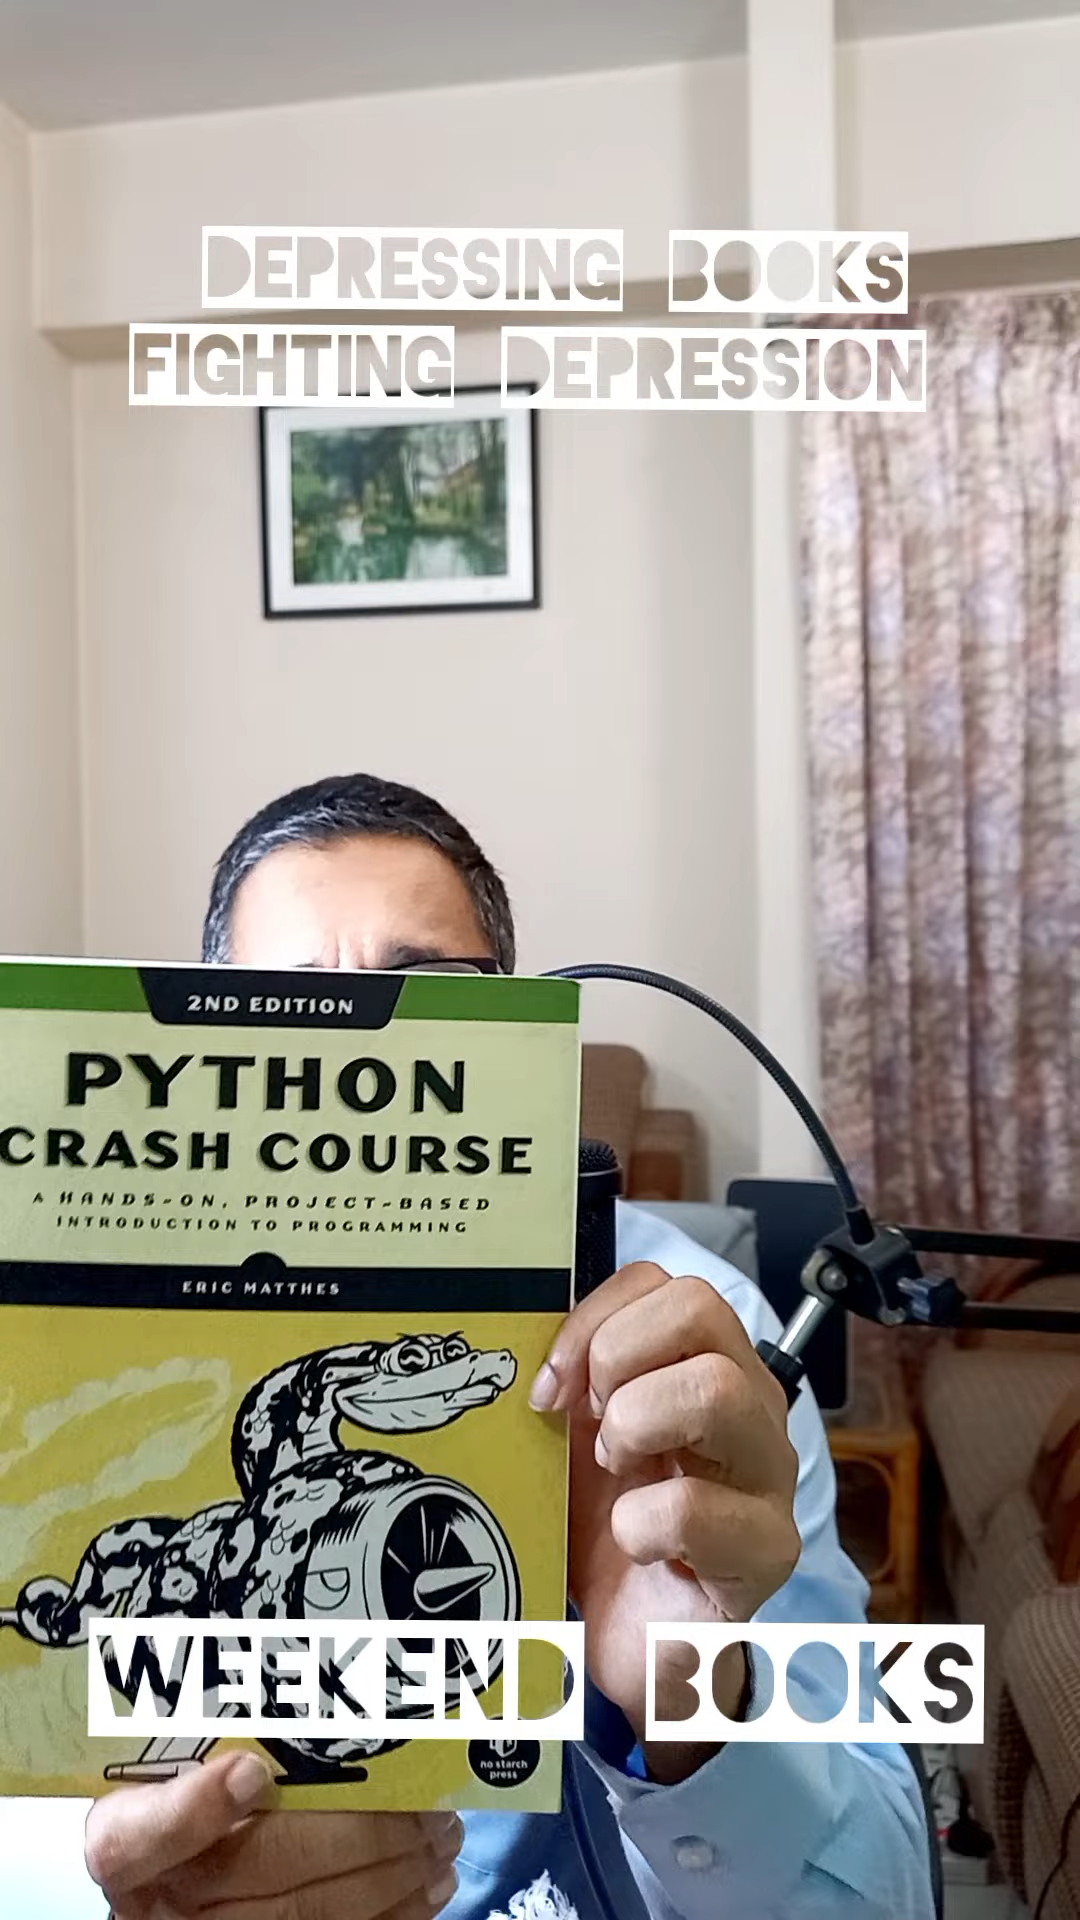 DEPRESSING BOOKS
FIGHTING DEPRESSION
2ND EDITION
PYTHON
CRASH COURSE
A HANDS-ON, PROJECT-BASED
INTRODUCTION TO PROGRAMMING
ERIC MATTHES
WEEKEND BOOKS
no starch
press